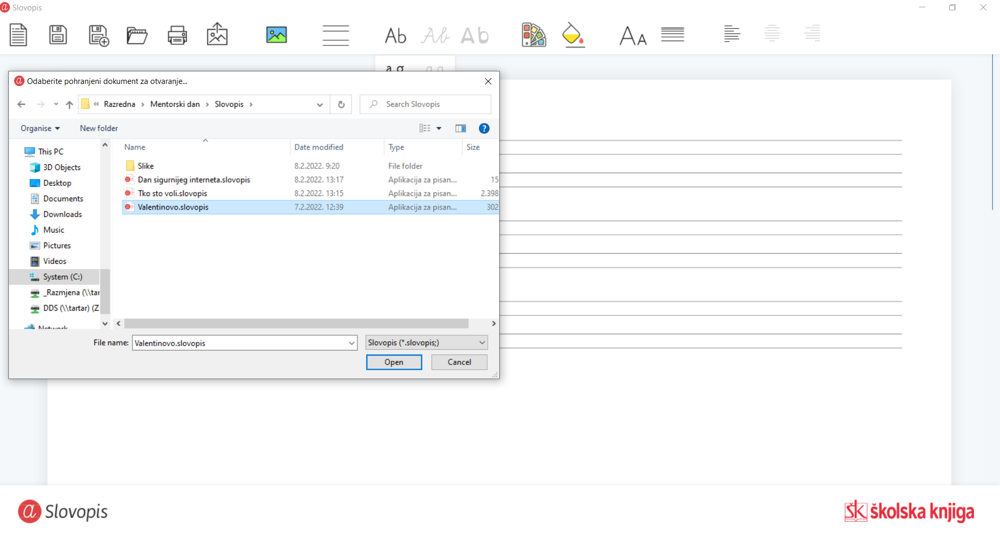 Slovopis
Ab Ab Ab AA
a g a g
Odaberite pohranjeni dokument za otvaranje...
« Razredna › Mentorski dan › Slovopis ›
Search Slovopis
Organise New folder
Name Date modified Type Size
This PC
3D Objects
Desktop
Documents
Downloads
Music
Pictures
Videos
System (C:)
_Razmjena (\\tar
DDS (\\tartar) (Z:
Network
Slike 8.2.2022. 9:20 File folder
Dan sigurnijeg interneta.slovopis 8.2.2022. 13:17 Aplikacija za pisan... 15
Tko sto voli.slovopis 8.2.2022. 13:15 Aplikacija za pisan... 2.398
Valentinovo.slovopis 7.2.2022. 12:39 Aplikacija za pisan... 302
File name: Valentinovo.slovopis Slovopis (*.slovopis;)
Open Cancel
a Slovopis
šk školska knjiga